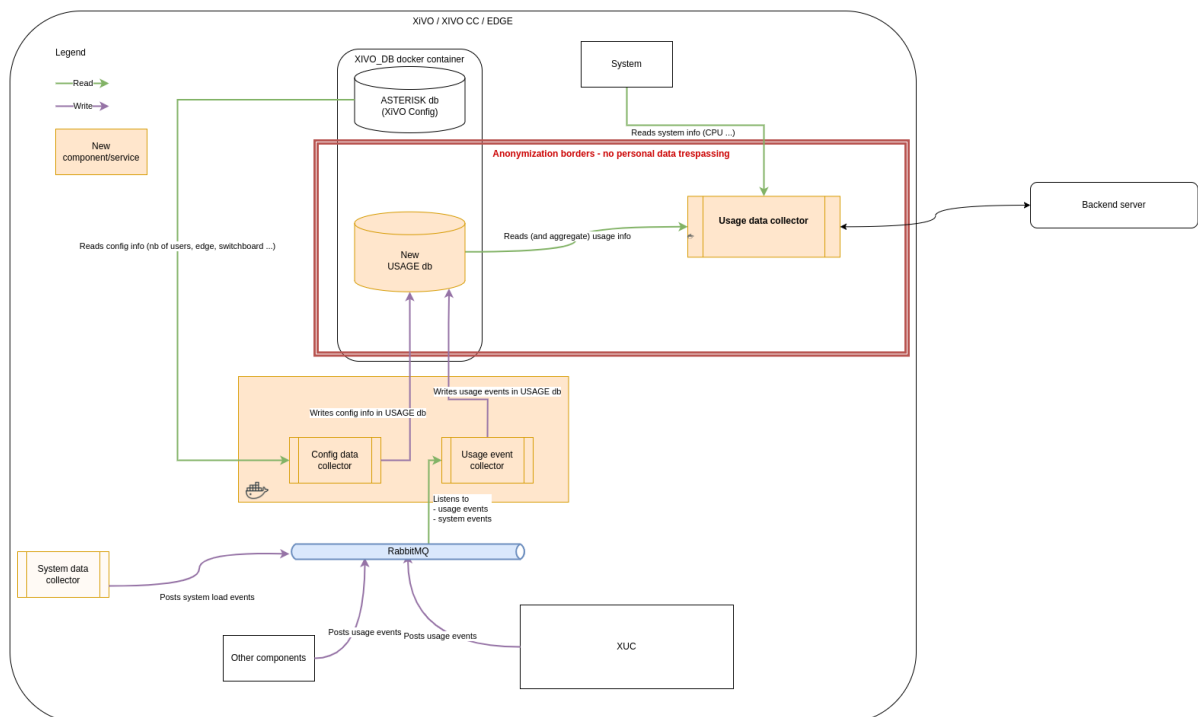 XiVO / XIVO CC / EDGE
Legend
Read
Write
New
component/service
XIVO_DB docker container
ASTERISK db
(XiVO Config)
System
Reads system info (CPU ...)
Anonymization borders - no personal data trespassing
Usage data collector
Backend server
Reads config info (nb of users, edge, switchboard ...)
Reads (and aggregate) usage info
New
USAGE db
Writes usage events in USAGE db
Writes config info in USAGE db
Config data
collector
Usage event
collector
Listens to
- usage events
- system events
RabbitMQ
System data
collector
Posts system load events
Posts usage events
Posts usage events
Other components
XUC